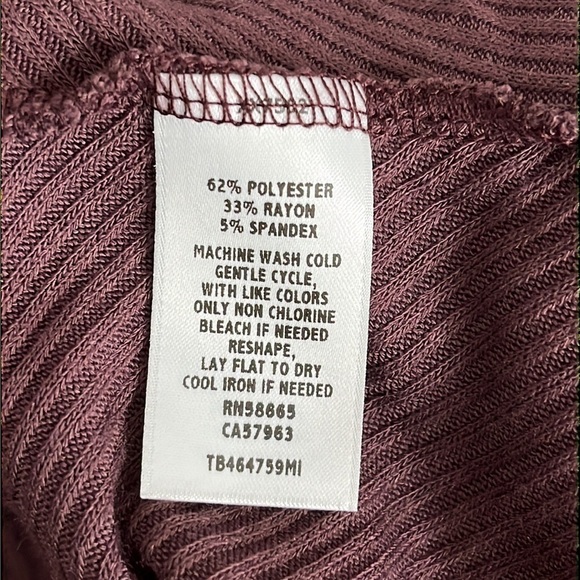 62% POLYESTER
33% RAYON
5% SPANDEX
MACHINE WASH COLD
GENTLE CYCLE,
WITH LIKE COLORS
ONLY NON CHLORINE
BLEACH IF NEEDED
RESHAPE,
LAY FLAT TO DRY
COOL IRON IF NEEDED
RN58665
CA57963
TB464759MI